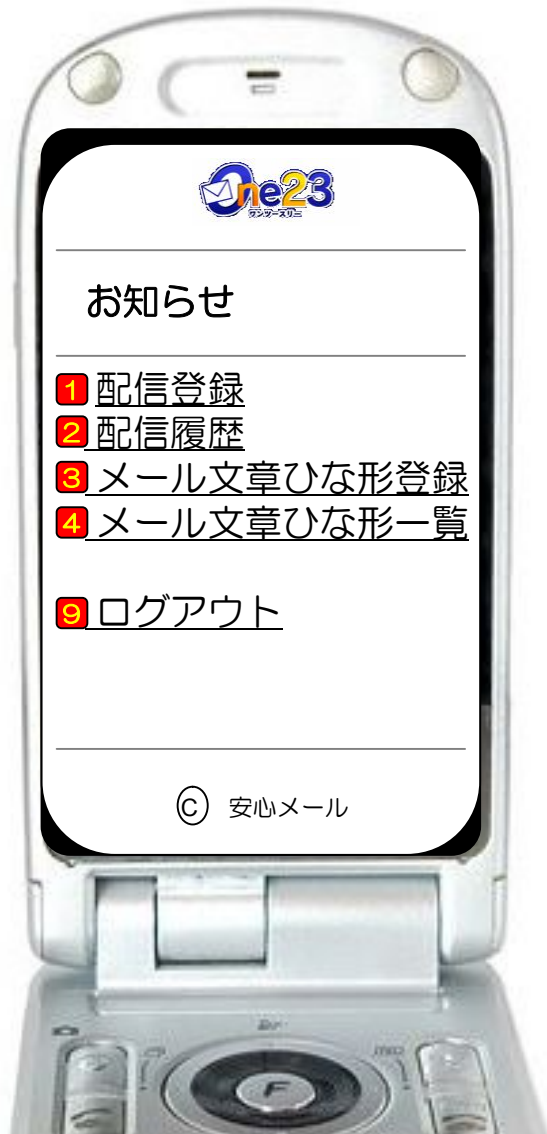 One23
ワンツースリー
お知らせ
1 配信登録
2 配信履歴
3 メール文章ひな形登録
4 メール文章ひな形一覧
9 ログアウト
Ⓒ 安心メール
F